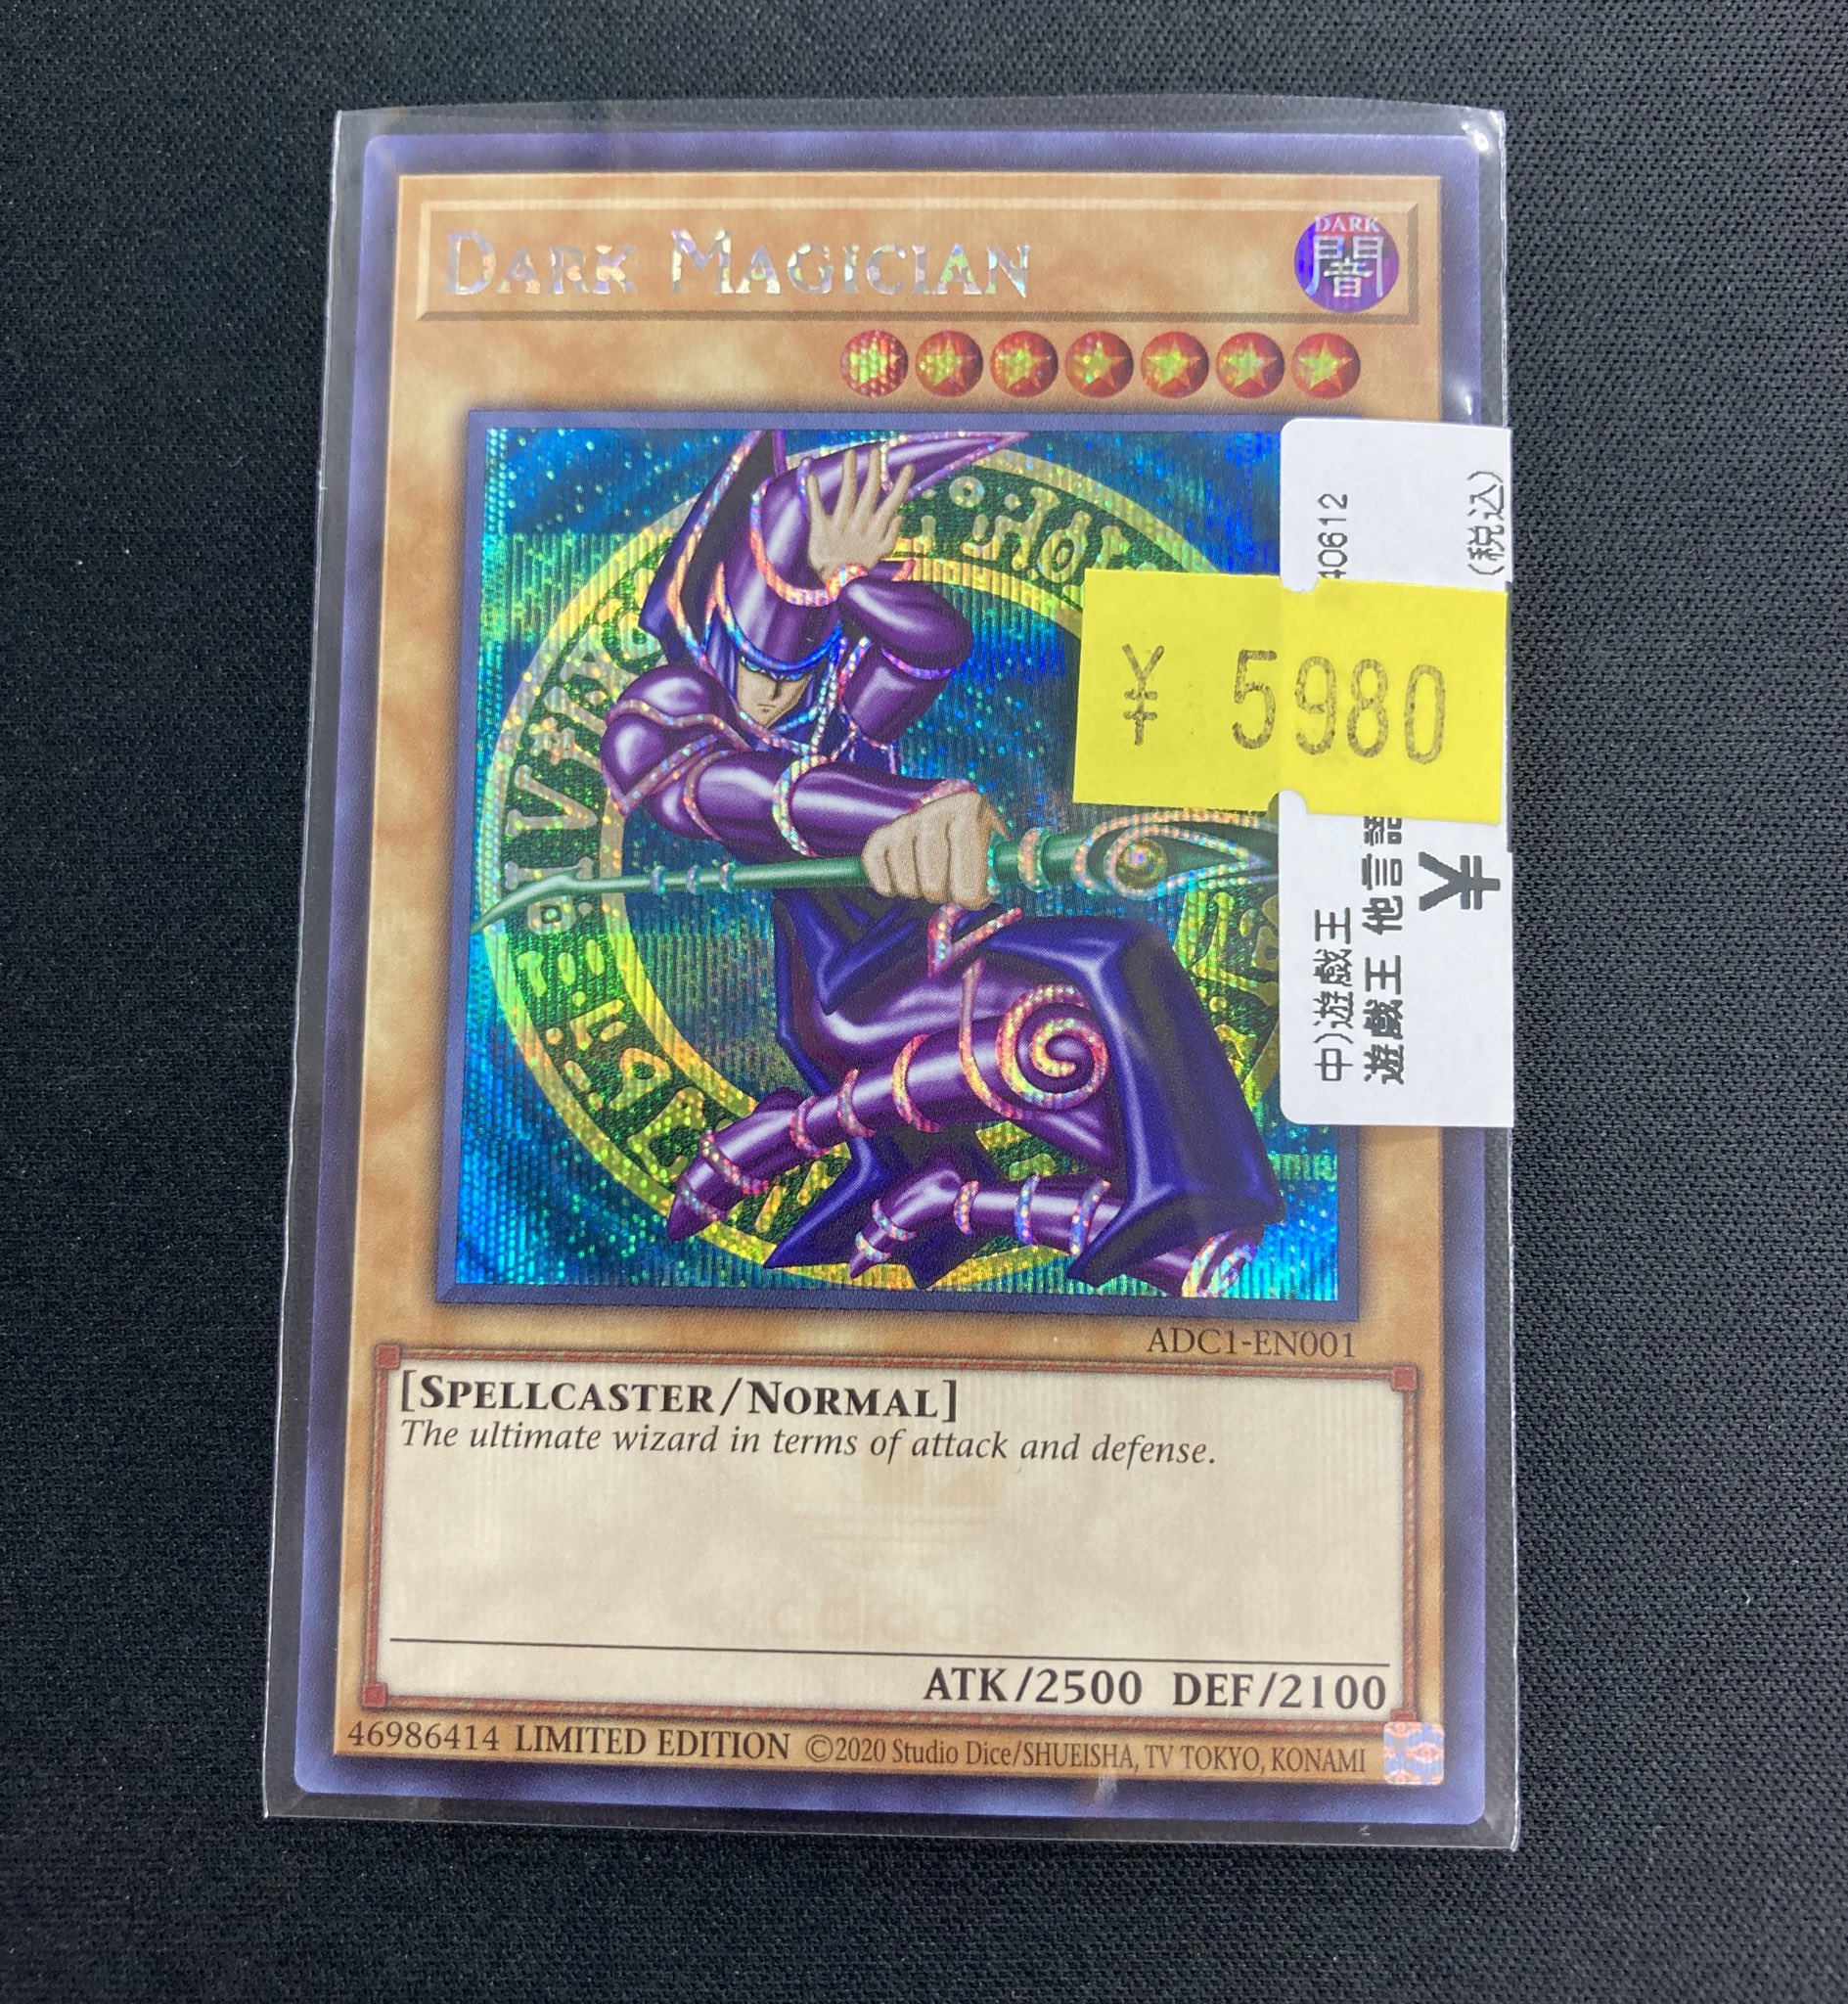 DARK MAGICIAN
DARK
闇
40612
(税込)
¥ 5980
¥
中)遊戯王
遊戯王 他言語
ADC1-EN001
[SPELLCASTER/NORMAL]
The ultimate wizard in terms of attack and defense.
ATK/2500 DEF/2100
46986414 LIMITED EDITION ©2020 Studio Dice/SHUEISHA, TV TOKYO, KONAMI